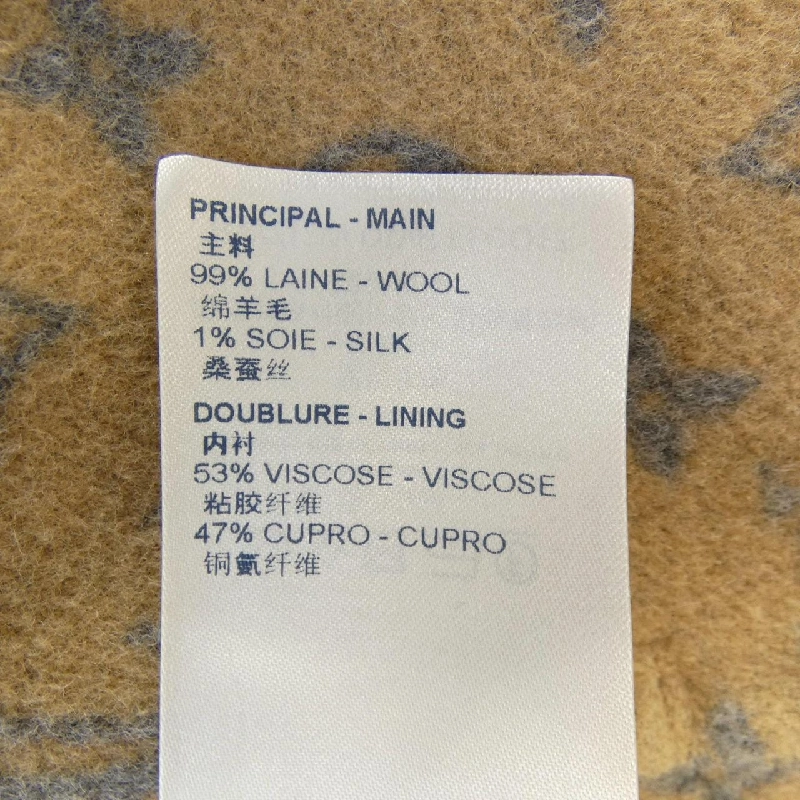 PRINCIPAL - MAIN
主料
99% LAINE - WOOL
绵羊毛
1% SOIE - SILK
桑蚕丝
DOUBLURE - LINING
内衬
53% VISCOSE - VISCOSE
粘胶纤维
47% CUPRO - CUPRO
铜氨纤维